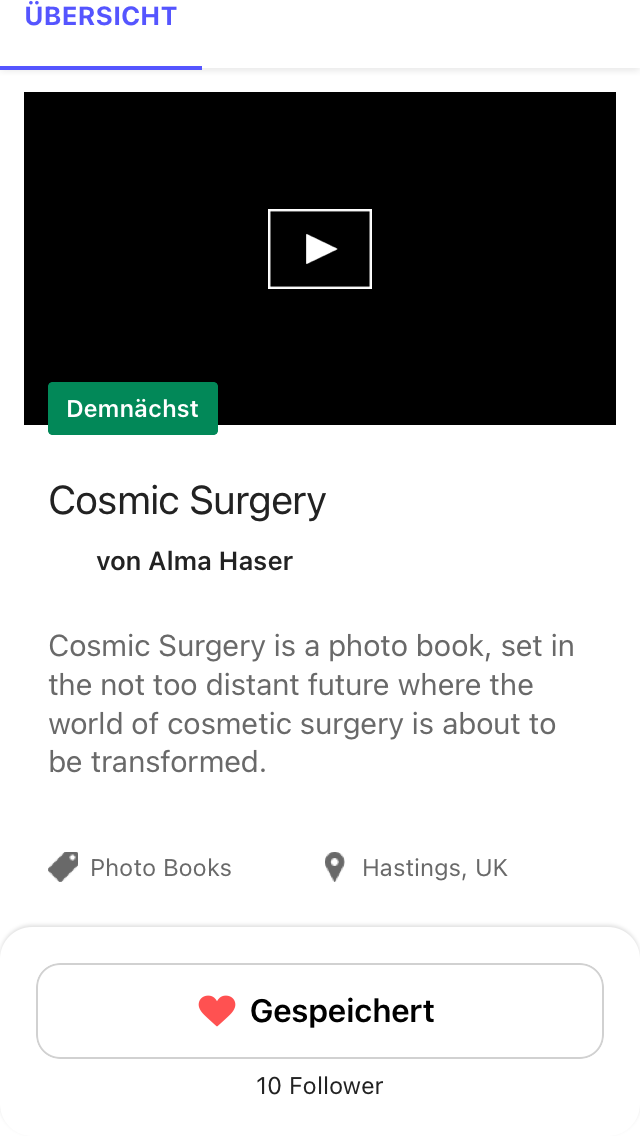 ÜBERSICHT
Demnächst
Cosmic Surgery
von Alma Haser
Cosmic Surgery is a photo book, set in
the not too distant future where the
world of cosmetic surgery is about to
be transformed.
Photo Books
Hastings, UK
Gespeichert
10 Follower